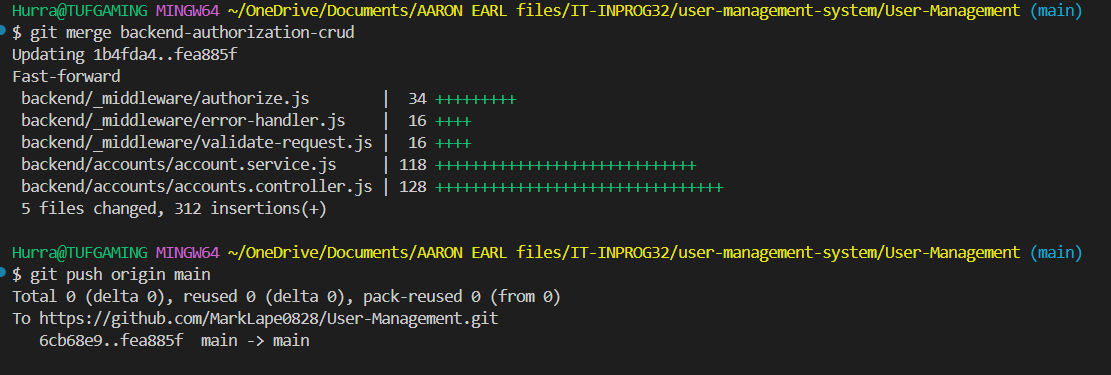 Hurra@TUFGAMING MINGW64 ~/OneDrive/Documents/AARON EARL files/IT-INPROG32/user-management-system/User-Management (main)
$ git merge backend-authorization-crud
Updating 1b4fda4..fea885f
Fast-forward
 backend/_middleware/authorize.js        |  34 +++++++++
 backend/_middleware/error-handler.js    |  16 ++++
 backend/_middleware/validate-request.js |  16 ++++
 backend/accounts/account.service.js     | 118 +++++++++++++++++++++++++++++
 backend/accounts/accounts.controller.js | 128 ++++++++++++++++++++++++++++++++
 5 files changed, 312 insertions(+)
Hurra@TUFGAMING MINGW64 ~/OneDrive/Documents/AARON EARL files/IT-INPROG32/user-management-system/User-Management (main)
$ git push origin main
Total 0 (delta 0), reused 0 (delta 0), pack-reused 0 (from 0)
To https://github.com/MarkLape0828/User-Management.git
   6cb68e9..fea885f  main -> main